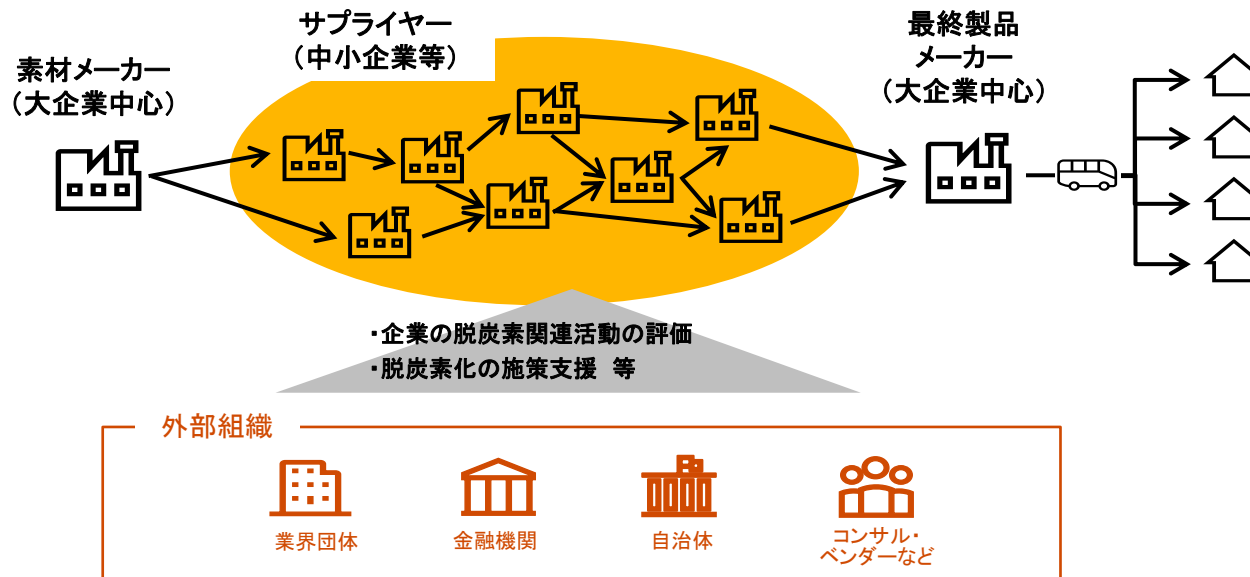 素材メーカー
（大企業中心）
サプライヤー
（中小企業等）
最終製品
メーカー
（大企業中心）
・企業の脱炭素関連活動の評価
・脱炭素化の施策支援　等
外部組織
業界団体
金融機関
自治体
コンサル・
ベンダーなど